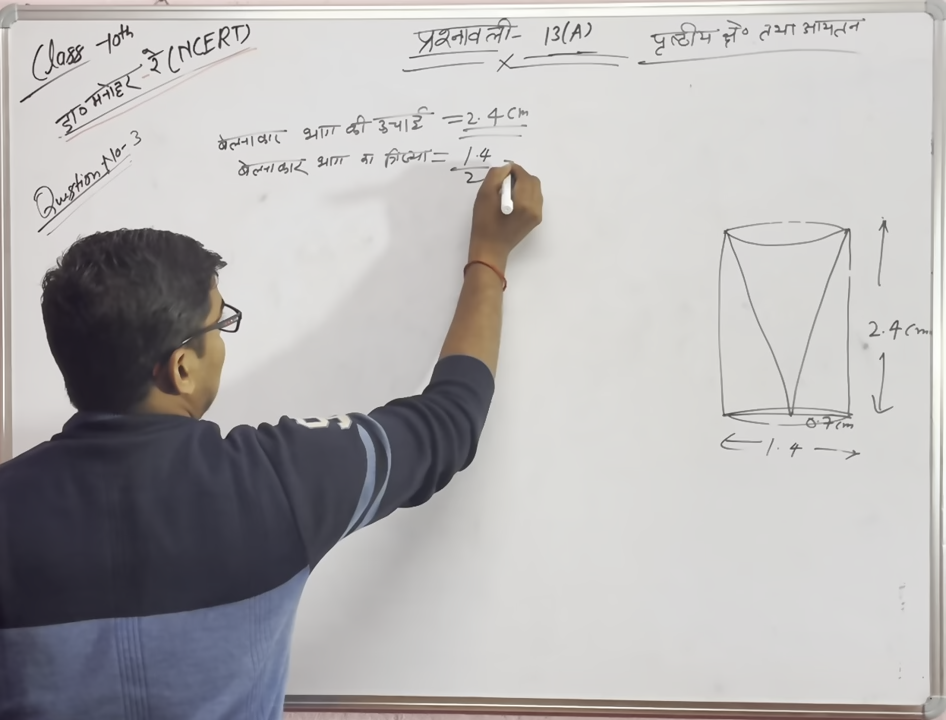 Class 10th
डा० मनोहर रे (NCERT)
प्रश्नावली - 13(A)
×
पृष्ठीय क्षे० तथा आयतन
Question No - 3
बेलनाकार भाग की ऊचाई = 2.4 cm
बेलनाकार भाग का त्रिज्या = 1.4
2
2.4 cm
0.7 cm
1.4